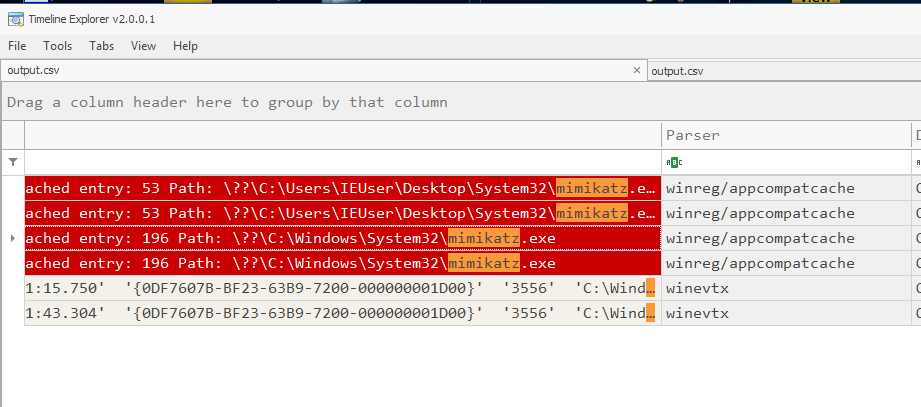 View
Timeline Explorer v2.0.0.1
File Tools Tabs View Help
output.csv × output.csv
Drag a column header here to group by that column
Parser
ABC
ached entry: 53 Path: \??\C:\Users\IEUser\Desktop\System32\mimikatz.e… winreg/appcompatcache
ached entry: 53 Path: \??\C:\Users\IEUser\Desktop\System32\mimikatz.e… winreg/appcompatcache
ached entry: 196 Path: \??\C:\Windows\System32\mimikatz.exe winreg/appcompatcache
ached entry: 196 Path: \??\C:\Windows\System32\mimikatz.exe winreg/appcompatcache
1:15.750' '{0DF7607B-BF23-63B9-7200-000000001D00}' '3556' 'C:\Wind… winevtx
1:43.304' '{0DF7607B-BF23-63B9-7200-000000001D00}' '3556' 'C:\Wind… winevtx